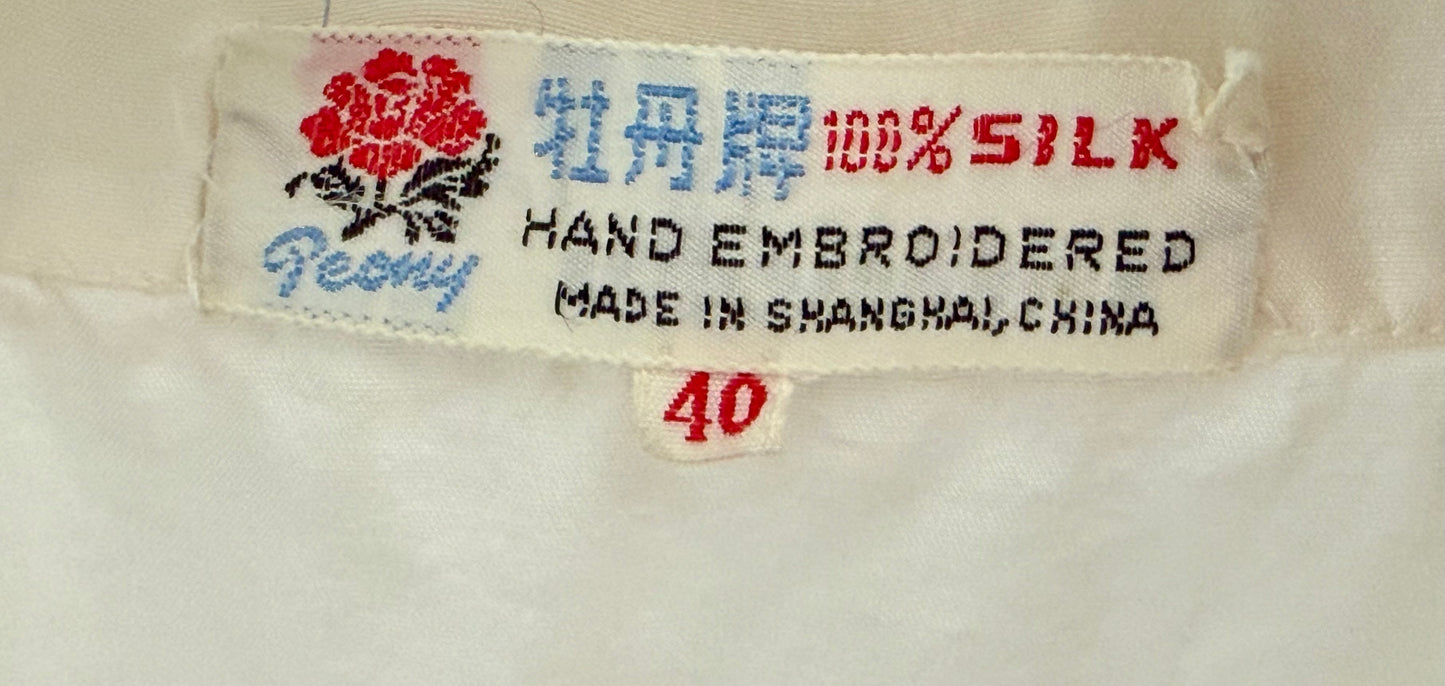 牡丹牌 100% SILK
Peony
HAND EMBROIDERED
MADE IN SHANGHAI, CHINA
40